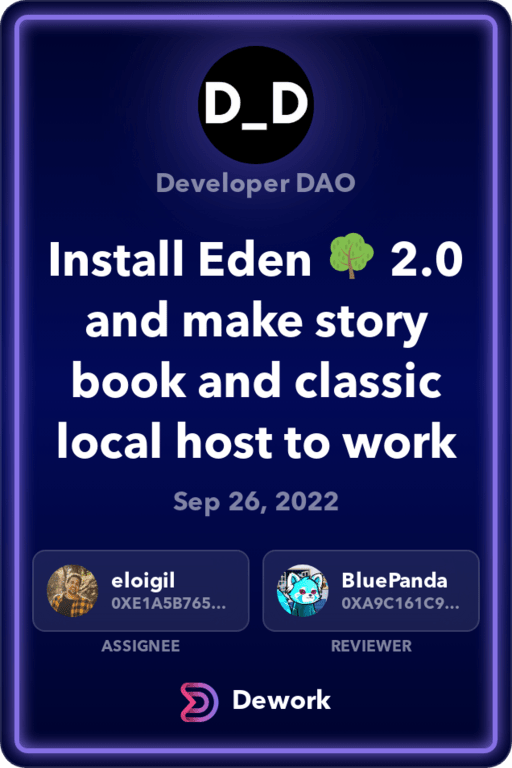 D_D
Developer DAO
Install Eden 🌳 2.0
and make story
book and classic
local host to work
Sep 26, 2022
eloigil
0XE1A5B765...
BluePanda
0XA9C161C9...
ASSIGNEE
REVIEWER
Dework